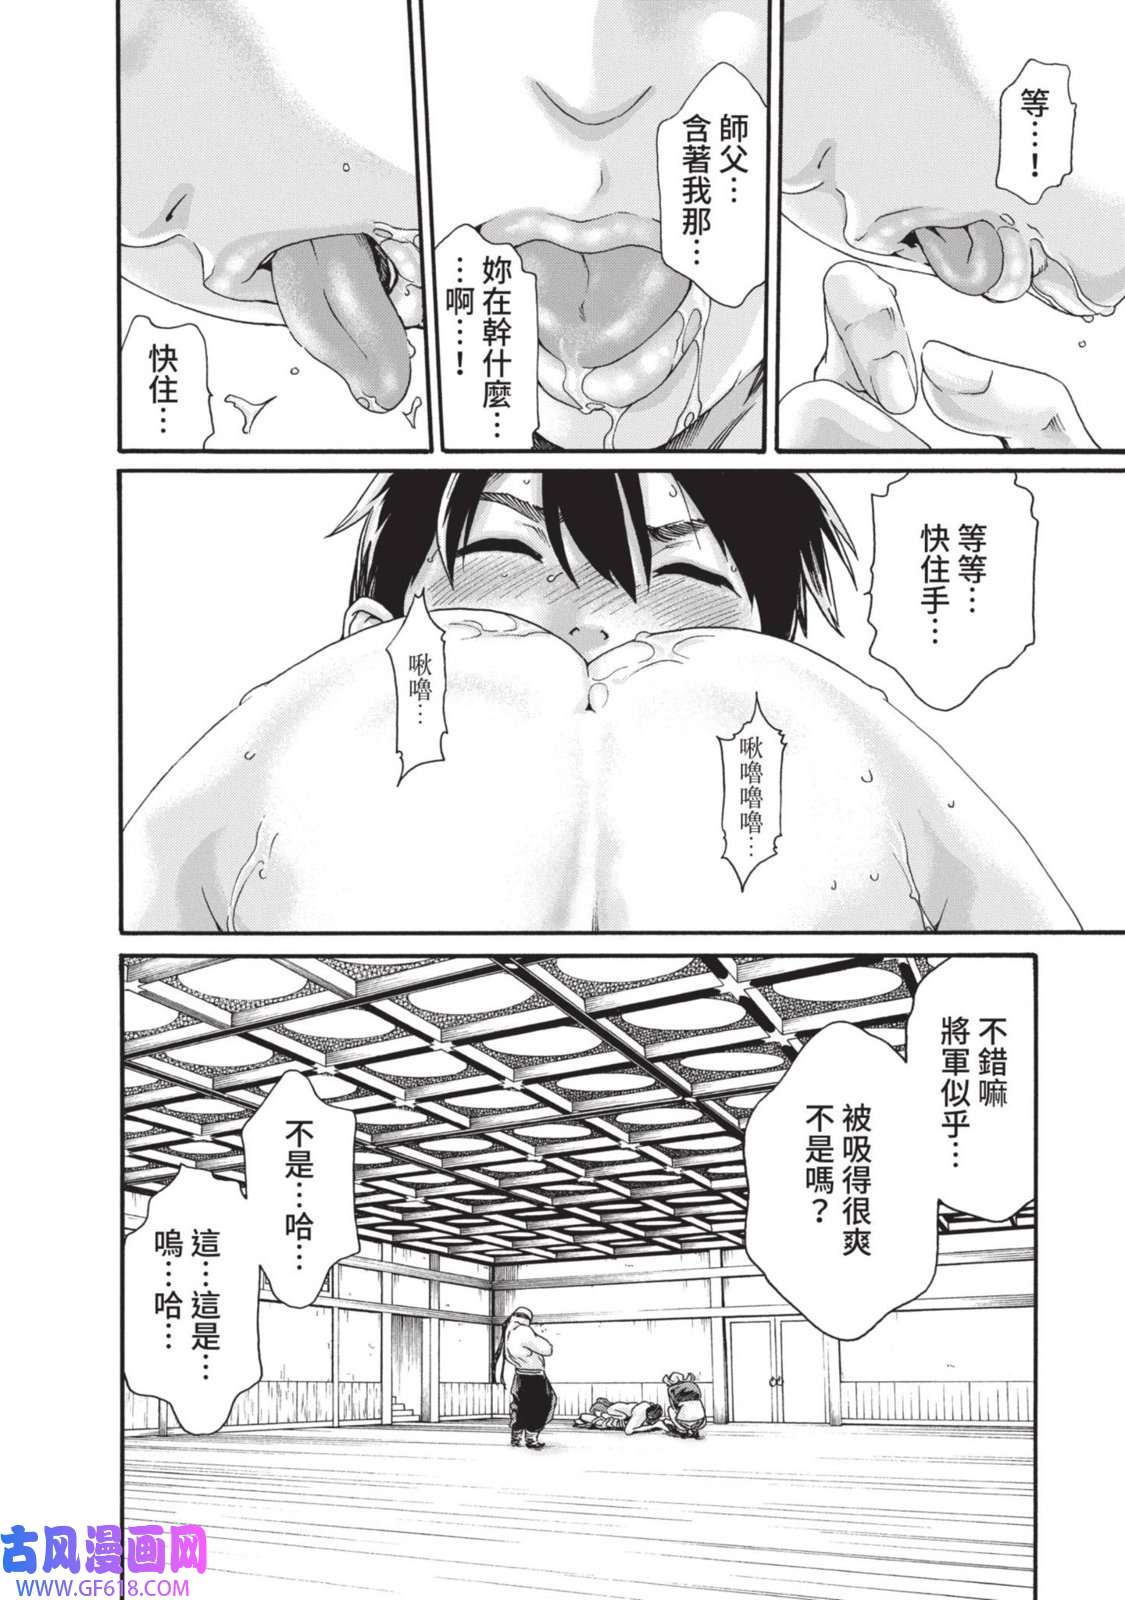 等…！
師父…
含著我那…
妳在幹什麼…
…啊…！
快住…
等等…
快住手…
啾嚕嚕嚕…
啾嚕…
不錯嘛
將軍似乎…
被吸得很爽
不是嗎？
不是…哈…
這…這是…
嗚…哈…
古风漫画网
WWW.GF618.COM